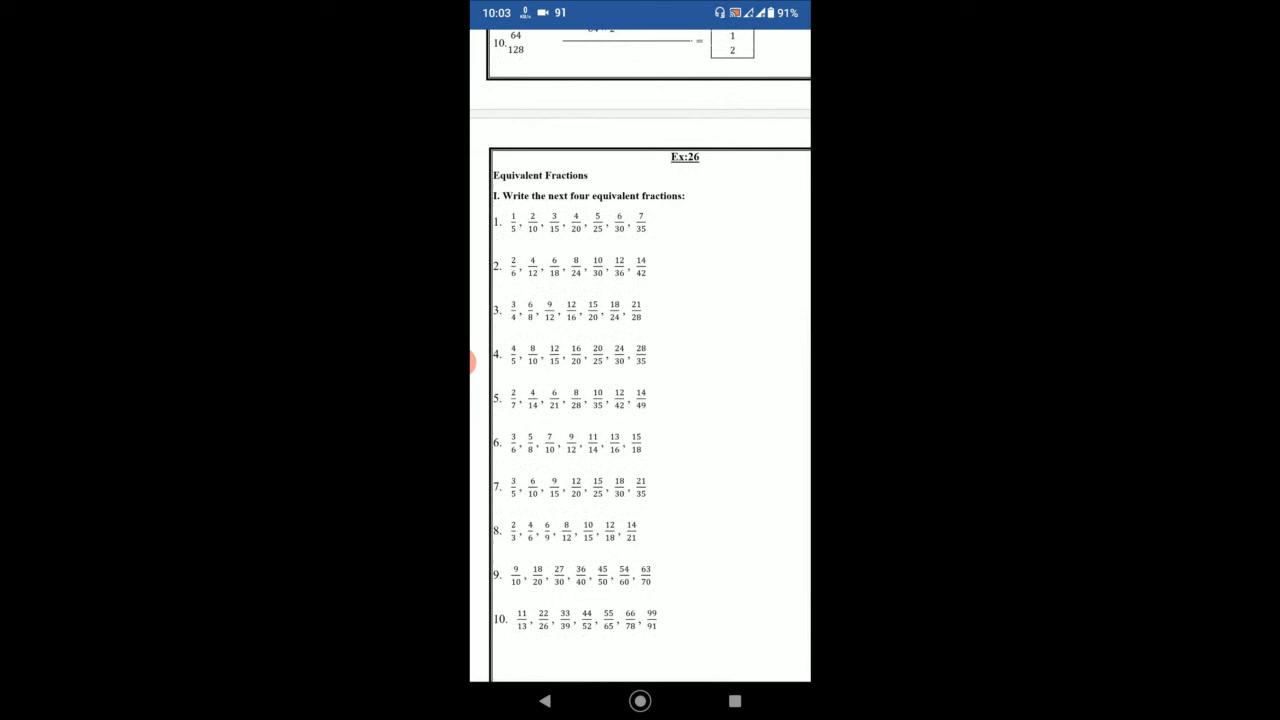 10:03 0 KB/s 91 91%
10. 64/128 = 1/2
Ex:26
Equivalent Fractions
I. Write the next four equivalent fractions:
1. 1/5, 2/10, 3/15, 4/20, 5/25, 6/30, 7/35
2. 2/6, 4/12, 6/18, 8/24, 10/30, 12/36, 14/42
3. 3/4, 6/8, 9/12, 12/16, 15/20, 18/24, 21/28
4. 4/5, 8/10, 12/15, 16/20, 20/25, 24/30, 28/35
5. 2/7, 4/14, 6/21, 8/28, 10/35, 12/42, 14/49
6. 3/6, 5/8, 7/10, 9/12, 11/14, 13/16, 15/18
7. 3/5, 6/10, 9/15, 12/20, 15/25, 18/30, 21/35
8. 2/3, 4/6, 6/9, 8/12, 10/15, 12/18, 14/21
9. 9/10, 18/20, 27/30, 36/40, 45/50, 54/60, 63/70
10. 11/13, 22/26, 33/39, 44/52, 55/65, 66/78, 99/91